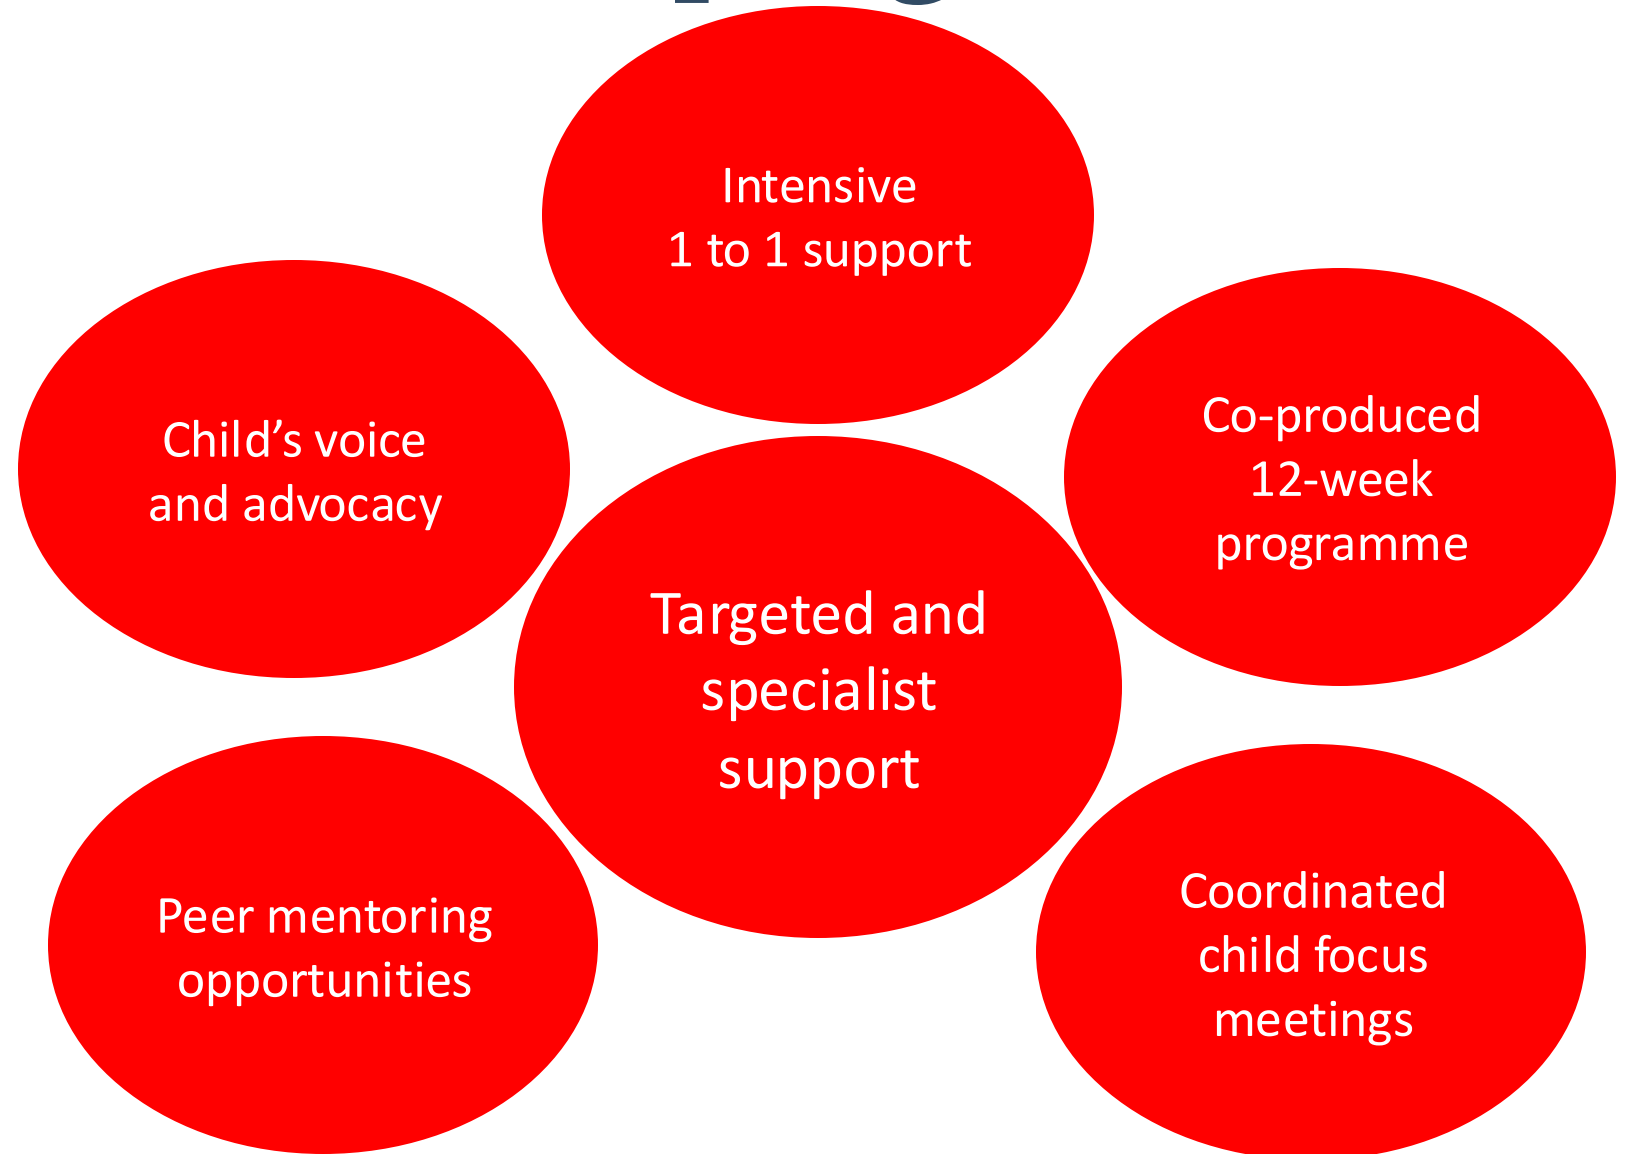 Intensive
1 to 1 support
Child’s voice
and advocacy
Co-produced
12-week
programme
Targeted and
specialist
support
Peer mentoring
opportunities
Coordinated
child focus
meetings